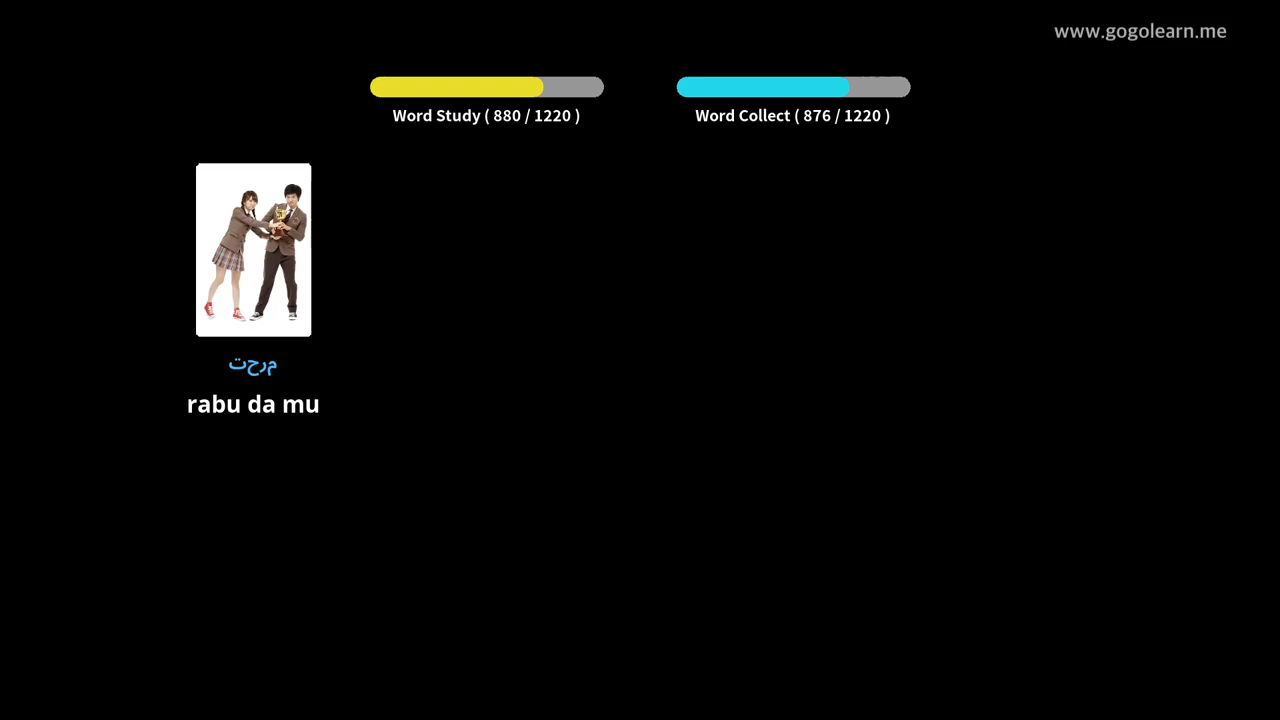 www.gogolearn.me
Word Study ( 880 / 1220 )
Word Collect ( 876 / 1220 )
مرحت
rabu da mu